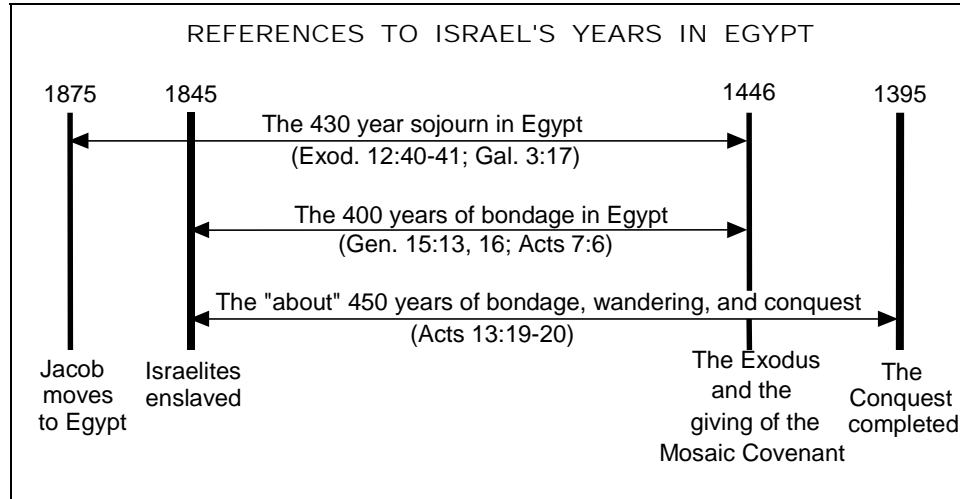 REFERENCES TO ISRAEL'S YEARS IN EGYPT
1875
1845
1446
1395
The 430 year sojourn in Egypt
(Exod. 12:40-41; Gal. 3:17)
The 400 years of bondage in Egypt
(Gen. 15:13, 16; Acts 7:6)
The "about" 450 years of bondage, wandering, and conquest
(Acts 13:19-20)
Jacob
moves
to Egypt
Israelites
enslaved
The Exodus
and the
giving of the
Mosaic Covenant
The
Conquest
completed